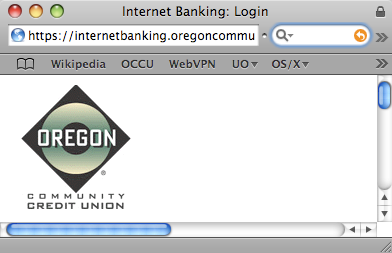 Internet Banking: Login
https://internetbanking.oregoncommu
Wikipedia OCCU WebVPN UO OS/X
OREGON
®
COMMUNITY
CREDIT UNION